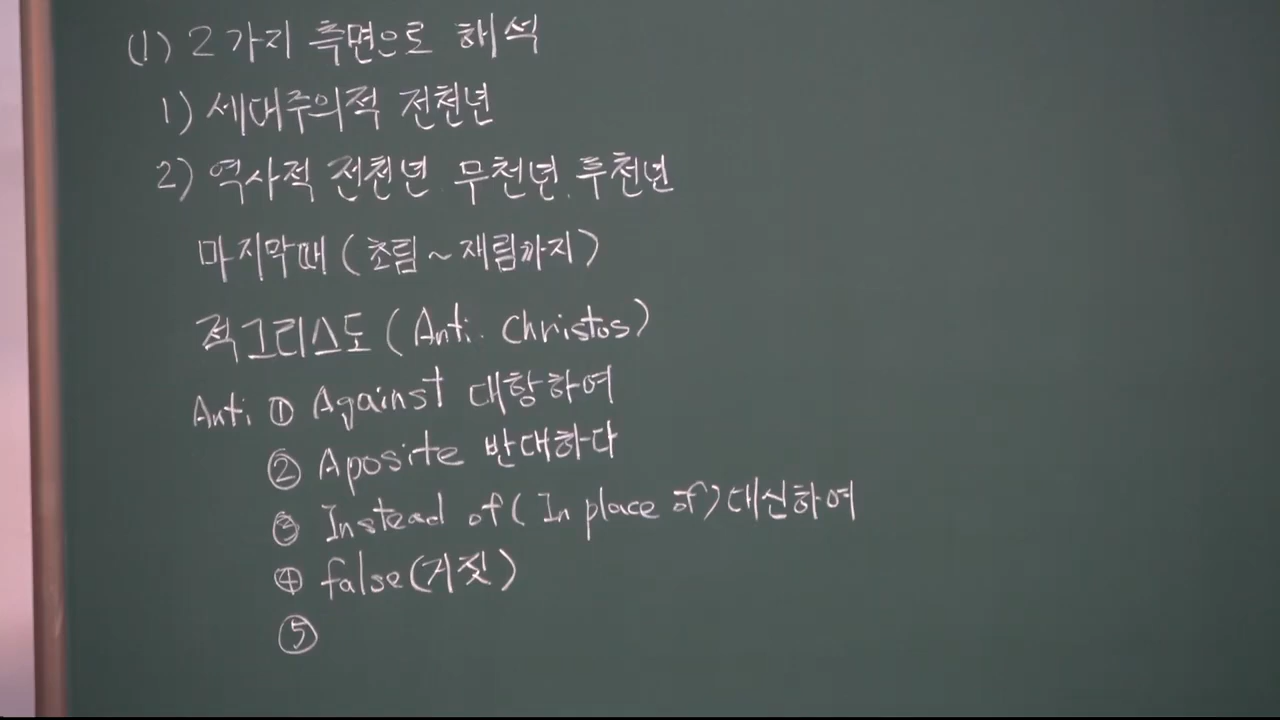 (1) 2가지 측면으로 해석
1) 세대주의적 전천년
2) 역사적 전천년. 무천년. 후천년
마지막때 (초림~재림까지)
적그리스도 (Anti. Christos)
Anti ① Against 대항하여
② Aposite 반대하다
③ Instead of (In place of) 대신하여
④ false (거짓)
⑤